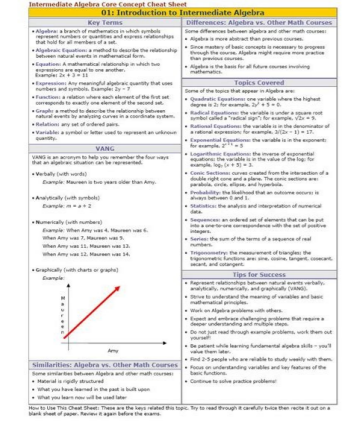 Intermediate Algebra Core Concept Cheat Sheet
01: Introduction to Intermediate Algebra
Key Terms
• Algebra: a branch of mathematics in which symbols
represent numbers or quantities and express relationships
that hold for all members of a set.
• Algebraic Equation: a method to describe the relationship
between natural events in mathematical form.
• Equation: A mathematical relationship in which two
expressions are equal to one another.
Example: 2x + 3 = 11
• Expression: Any meaningful algebraic quantity that uses
numbers and symbols. Example: 2y − 7
• Function: a relation where each element of the first set
corresponds to exactly one element of the second set.
• Graph: a method to describe the relationship between
natural events by analyzing curves in a coordinate system.
• Relation: any set of ordered pairs.
• Variable: a symbol or letter used to represent an unknown
quantity.
VANG
VANG is an acronym to help you remember the four ways
that an algebraic situation can be represented.
• Verbally (with words)
Example: Maureen is two years older than Amy.
• Analytically (with symbols)
Example: m = a + 2
• Numerically (with numbers)
Example: When Amy was 4, Maureen was 6.
When Amy was 7, Maureen was 9.
When Amy was 11, Maureen was 13.
When Amy was 12, Maureen was 14.
• Graphically (with charts or graphs)
Example:
Maureen
Amy
Similarities: Algebra vs. Other Math Courses
Some similarities between Algebra and other math courses:
• Material is rigidly structured
• What you have learned in the past is built upon
• What you learn now will be used later
Differences: Algebra vs. Other Math Courses
Some differences between algebra and other math courses:
• Algebra is more abstract than previous courses.
• Since mastery of basic concepts is necessary to progress
through the course, Algebra might require more practice
than previous courses.
• Algebra is the basis for all future courses involving
mathematics.
Topics Covered
Some of the topics that appear in Algebra are:
• Quadratic Equations: one variable where the highest
degree is 2; for example, 2y² + 5 = 0.
• Radical Equations: the variable is under a square root
symbol called a "radical sign"; for example, √2x = 9.
• Rational Equations: the variable is in the denominator of
a rational expression; for example, 3/(2x − 1) = 17.
• Exponential Equations: the variable is in the exponent;
for example,
• Logarithmic Equations: the inverse of exponential
equations; the variable is in the value of the log; for
example, log₂ (x + 5) = 3.
• Conic Sections: curves created from the intersection of a
double right cone and a plane. The conic sections are:
parabola, circle, ellipse, and hyperbola.
• Probability: the likelihood that an outcome occurs; is
always between 0 and 1.
• Statistics: the analysis and interpretation of numerical
data.
• Sequences: an ordered set of elements that can be put
into a one-to-one correspondence with the set of positive
integers.
• Series: the sum of the terms of a sequence of real
numbers.
• Trigonometry: the measurement of triangles; the
trigonometric functions are: sine, cosine, tangent, cosecant,
secant, and cotangent.
Tips for Success
• Represent relationships between natural events verbally,
analytically, numerically, and graphically (VANG).
• Strive to understand the meaning of variables and basic
mathematical principles.
• Work on Algebra problems with others.
• Expect and embrace challenging problems that require a
deeper understanding and multiple steps.
• Do not just read through example problems, work them out
yourself!
• Be patient while learning fundamental algebra skills – you'll
value them later.
• Find 2-5 people who are reliable to study weekly with them.
• Focus on understanding variables and key features of the
basic functions.
• Continue to solve practice problems!
How to Use This Cheat Sheet: These are the keys related this topic. Try to read through it carefully twice then recite it out on a
blank sheet of paper. Review it again before the exams.